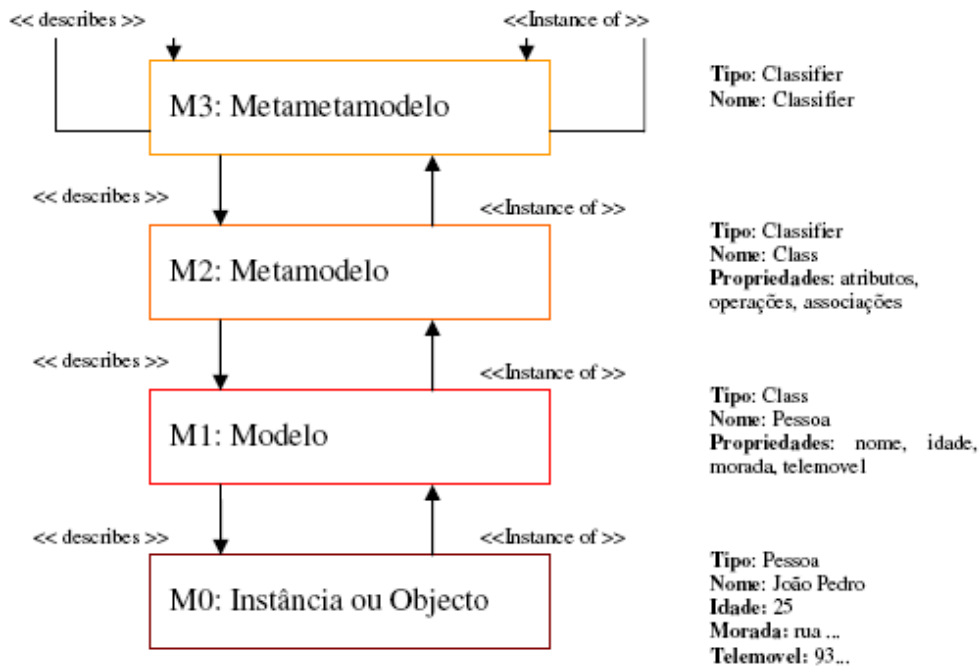 << describes >>
<<Instance of >>
M3: Metametamodelo
Tipo: Classifier
Nome: Classifier
<< describes >>
<<Instance of >>
M2: Metamodelo
Tipo: Classifier
Nome: Class
Propriedades: atributos,
operações, associações
<< describes >>
<<Instance of >>
M1: Modelo
Tipo: Class
Nome: Pessoa
Propriedades: nome, idade,
morada, telemovel
<< describes >>
<<Instance of >>
M0: Instância ou Objecto
Tipo: Pessoa
Nome: João Pedro
Idade: 25
Morada: rua ...
Telemovel: 93...